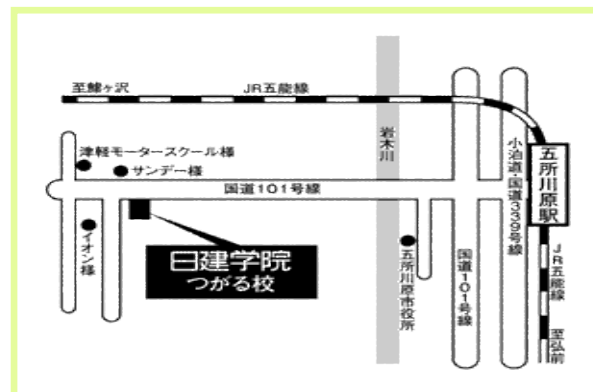 至鰺ヶ沢
JR五能線
津軽モータースクール様
サンデー様
国道101号線
岩木川
小泊道・国道339号線
五所川原駅
イオン様
日建学院
つがる校
五所川原市役所
国道101号線
JR五能線
至弘前